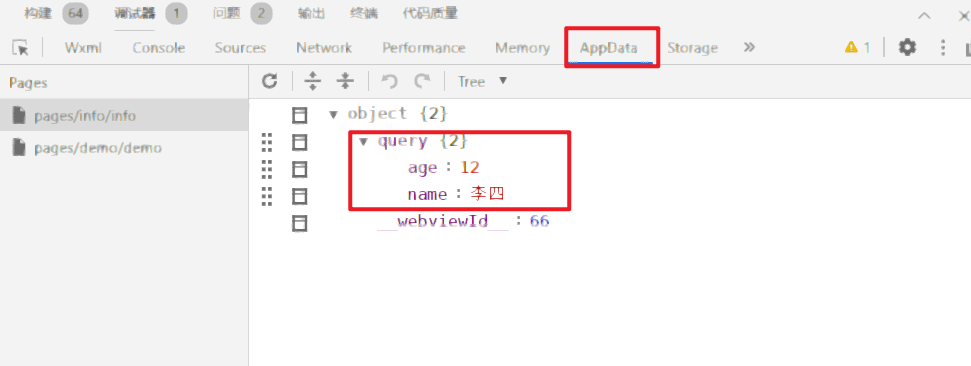 构建 64 调试器 1 问题 2 输出 终端 代码质量
Wxml Console Sources Network Performance Memory AppData Storage » 1
Pages Tree
pages/info/info
pages/demo/demo
object {2}
query {2}
age : 12
name : 李四
__webviewId__ : 66